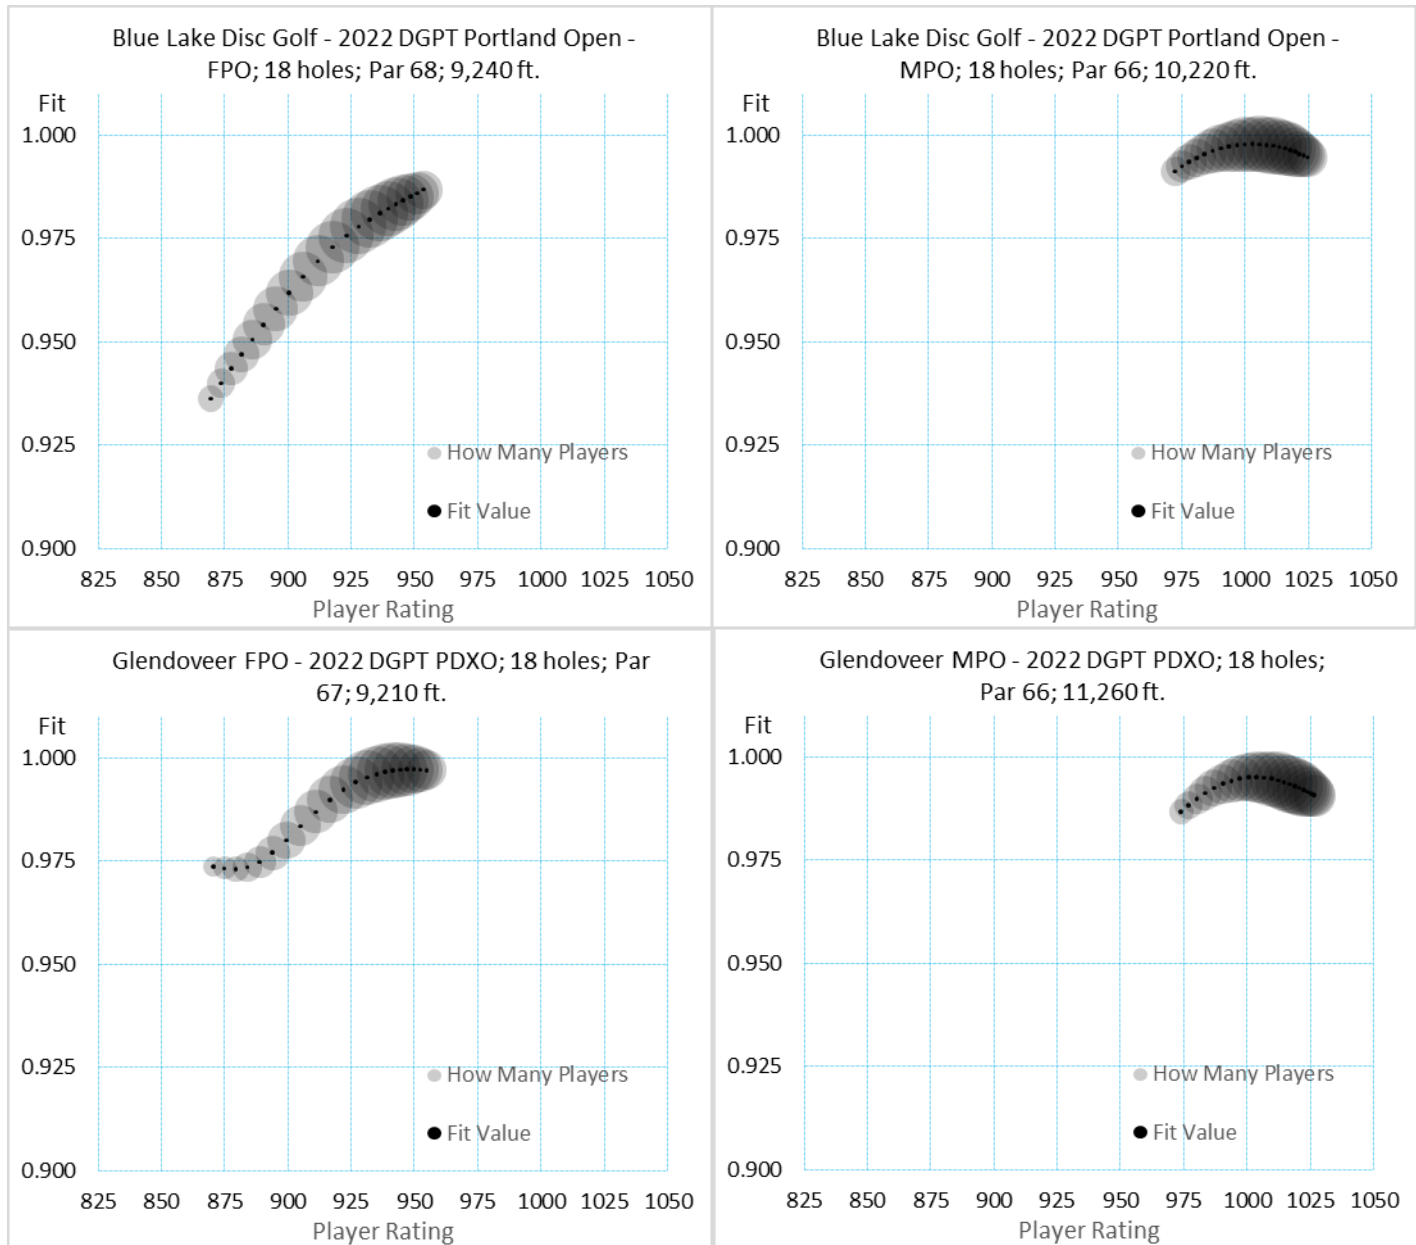 Blue Lake Disc Golf - 2022 DGPT Portland Open -
FPO; 18 holes; Par 68; 9,240 ft.
Fit
1.000
0.975
0.950
0.925
0.900
How Many Players
Fit Value
825 850 875 900 925 950 975 1000 1025 1050
Player Rating
Blue Lake Disc Golf - 2022 DGPT Portland Open -
MPO; 18 holes; Par 66; 10,220 ft.
Fit
1.000
0.975
0.950
0.925
0.900
How Many Players
Fit Value
825 850 875 900 925 950 975 1000 1025 1050
Player Rating
Glendoveer FPO - 2022 DGPT PDXO; 18 holes; Par
67; 9,210 ft.
Fit
1.000
0.975
0.950
0.925
0.900
How Many Players
Fit Value
825 850 875 900 925 950 975 1000 1025 1050
Player Rating
Glendoveer MPO - 2022 DGPT PDXO; 18 holes;
Par 66; 11,260 ft.
Fit
1.000
0.975
0.950
0.925
0.900
How Many Players
Fit Value
825 850 875 900 925 950 975 1000 1025 1050
Player Rating